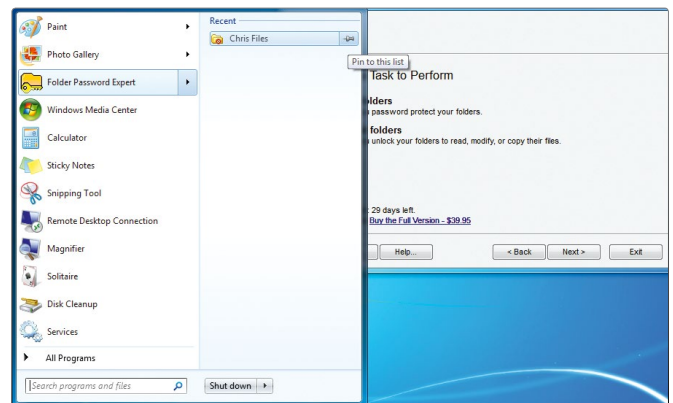 Paint
Photo Gallery
Folder Password Expert
Windows Media Center
Calculator
Sticky Notes
Snipping Tool
Remote Desktop Connection
Magnifier
Solitaire
Disk Cleanup
Services
All Programs
Search programs and files
Shut down
Recent
Chris Files
Pin to this list
Task to Perform
password protect your folders.
folders
unlock your folders to read, modify, or copy their files.
29 days left.
Buy the Full Version - $39.95
Help...
< Back
Next >
Exit